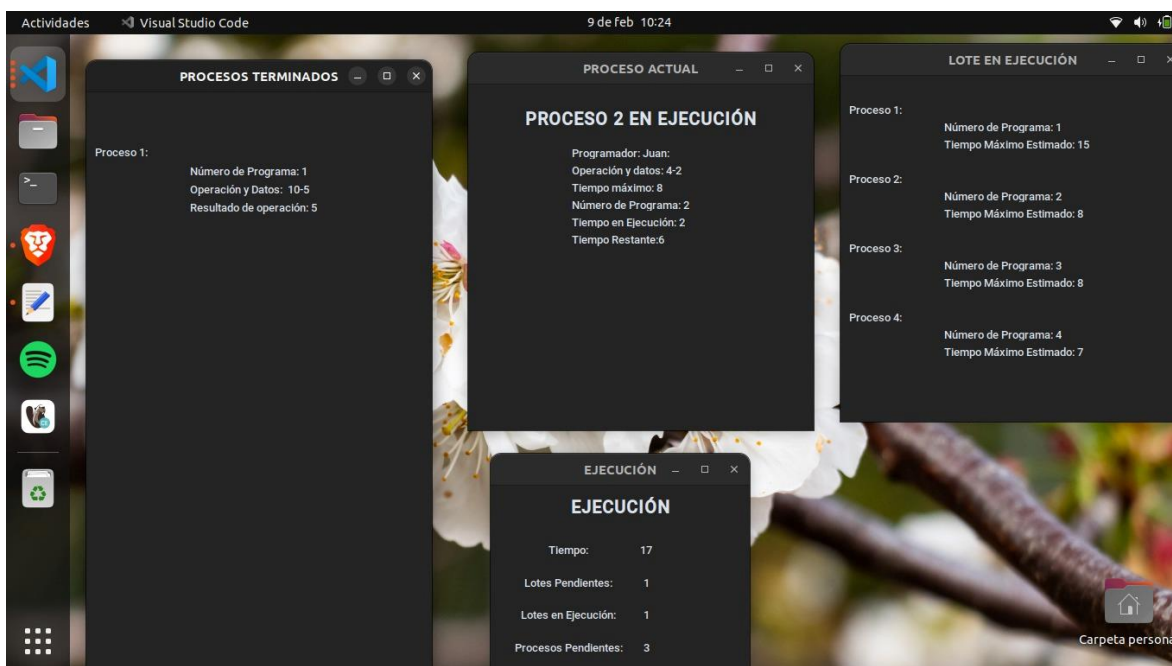 Actividades
Visual Studio Code
9 de feb 10:24
PROCESOS TERMINADOS
Proceso 1:
Número de Programa: 1
Operación y Datos: 10-5
Resultado de operación: 5
PROCESO ACTUAL
PROCESO 2 EN EJECUCIÓN
Programador: Juan:
Operación y datos: 4-2
Tiempo máximo: 8
Número de Programa: 2
Tiempo en Ejecución: 2
Tiempo Restante:6
LOTE EN EJECUCIÓN
Proceso 1:
Número de Programa: 1
Tiempo Máximo Estimado: 15
Proceso 2:
Número de Programa: 2
Tiempo Máximo Estimado: 8
Proceso 3:
Número de Programa: 3
Tiempo Máximo Estimado: 8
Proceso 4:
Número de Programa: 4
Tiempo Máximo Estimado: 7
EJECUCIÓN
EJECUCIÓN
Tiempo: 17
Lotes Pendientes: 1
Lotes en Ejecución: 1
Procesos Pendientes: 3
Carpeta persona